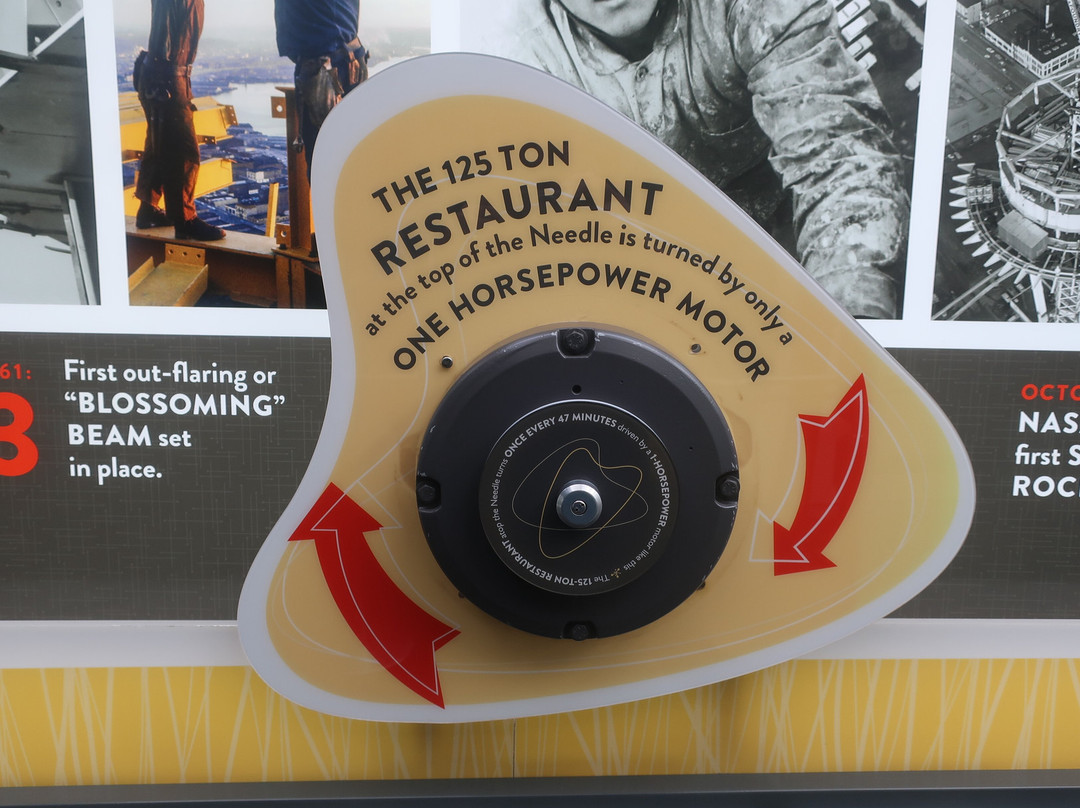 THE 125 TON
RESTAURANT
at the top of the Needle is turned by only a
ONE HORSEPOWER MOTOR
The 125-TON RESTAURANT atop the Needle turns ONCE EVERY 47 MINUTES driven by a 1-HORSEPOWER motor like this
61:
8
First out-flaring or
“BLOSSOMING”
BEAM set
in place.
OCTO
NAS
first S
ROC